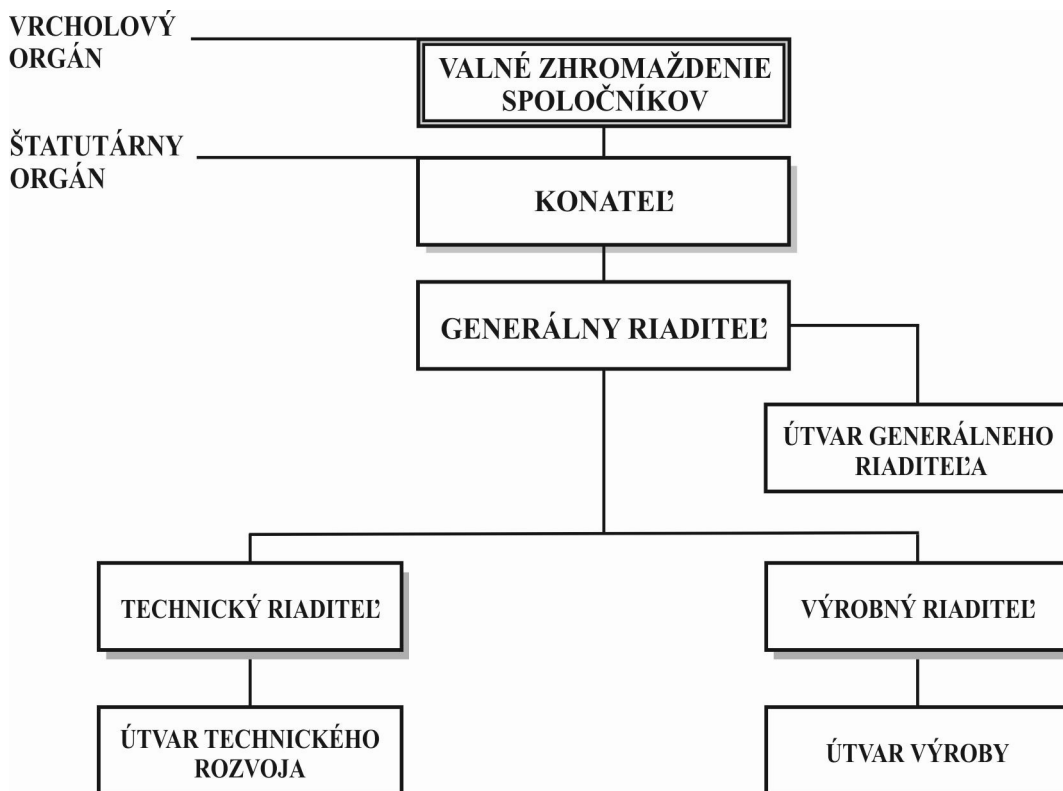 VRCHOLOVÝ
ORGÁN
VALNÉ ZHROMAŽDENIE
SPOLOČNÍKOV
ŠTATUTÁRNY
ORGÁN
KONATEĽ
GENERÁLNY RIADITEĽ
ÚTVAR GENERÁLNEHO
RIADITEĽA
TECHNICKÝ RIADITEĽ
VÝROBNÝ RIADITEĽ
ÚTVAR TECHNICKÉHO
ROZVOJA
ÚTVAR VÝROBY